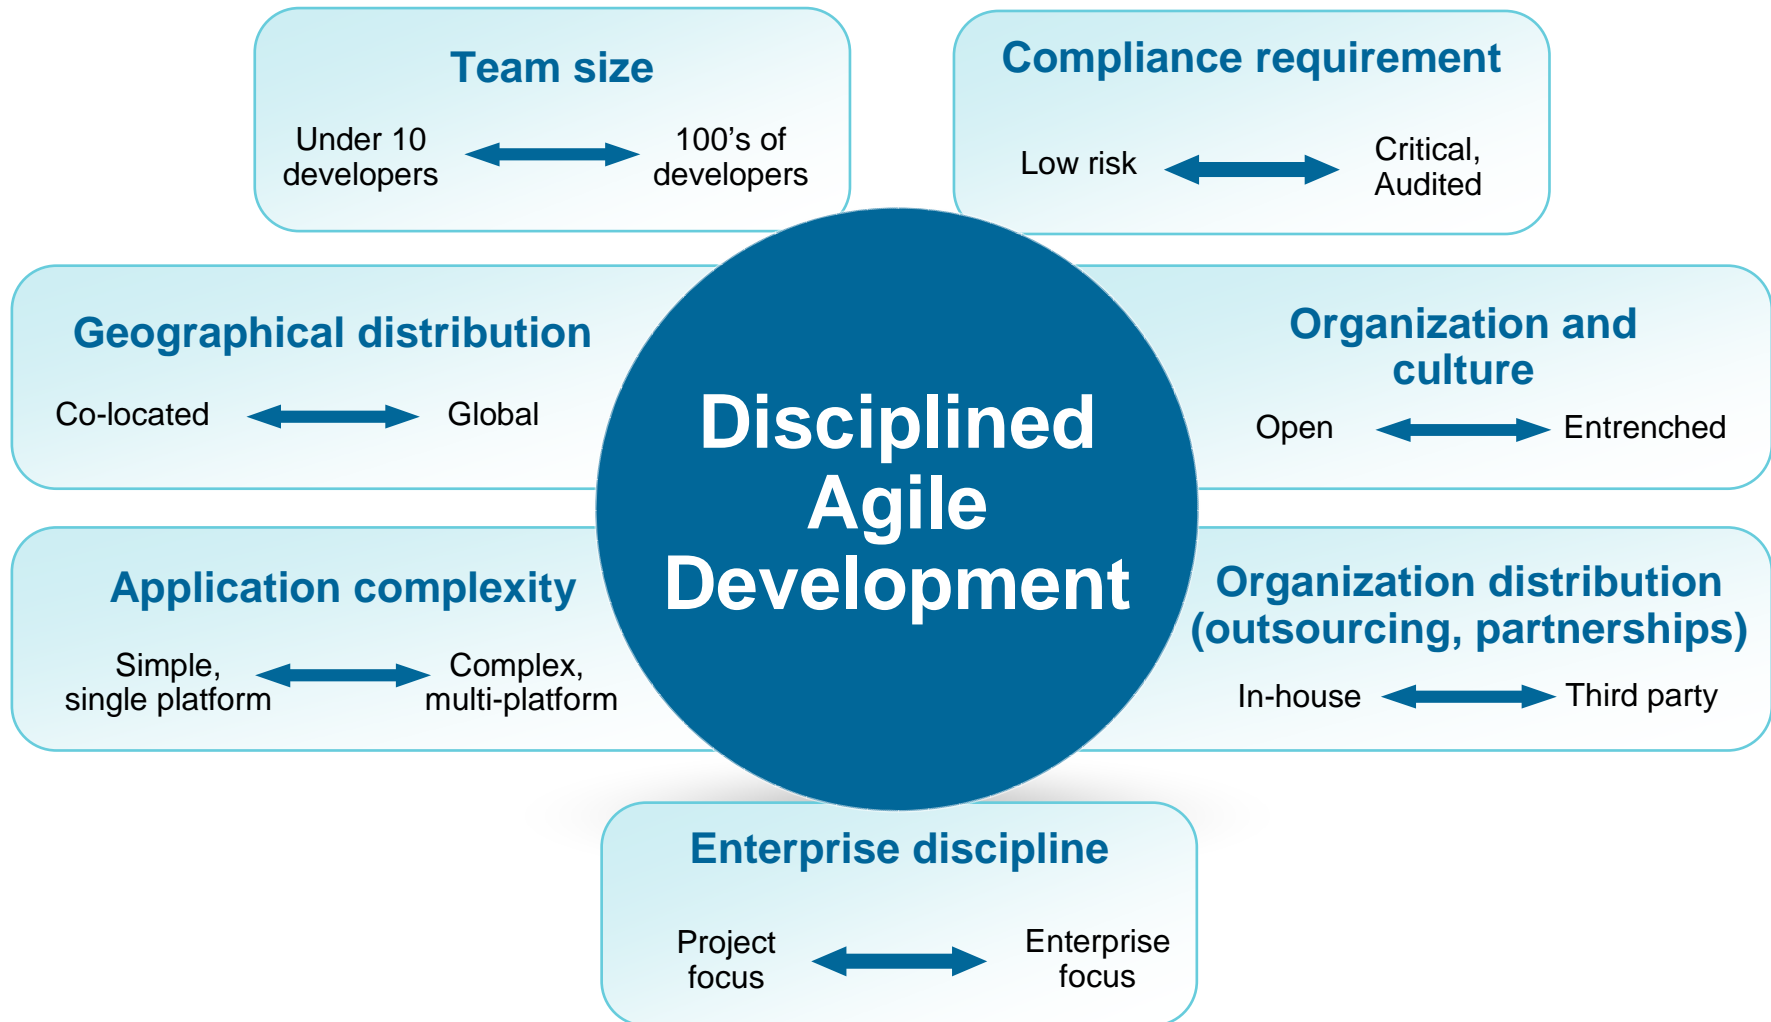 Team size
Under 10
developers
100's of
developers
Compliance requirement
Low risk
Critical,
Audited
Geographical distribution
Co-located
Global
Organization and
culture
Open
Entrenched
Disciplined
Agile
Development
Application complexity
Simple,
single platform
Complex,
multi-platform
Organization distribution
(outsourcing, partnerships)
In-house
Third party
Enterprise discipline
Project
focus
Enterprise
focus